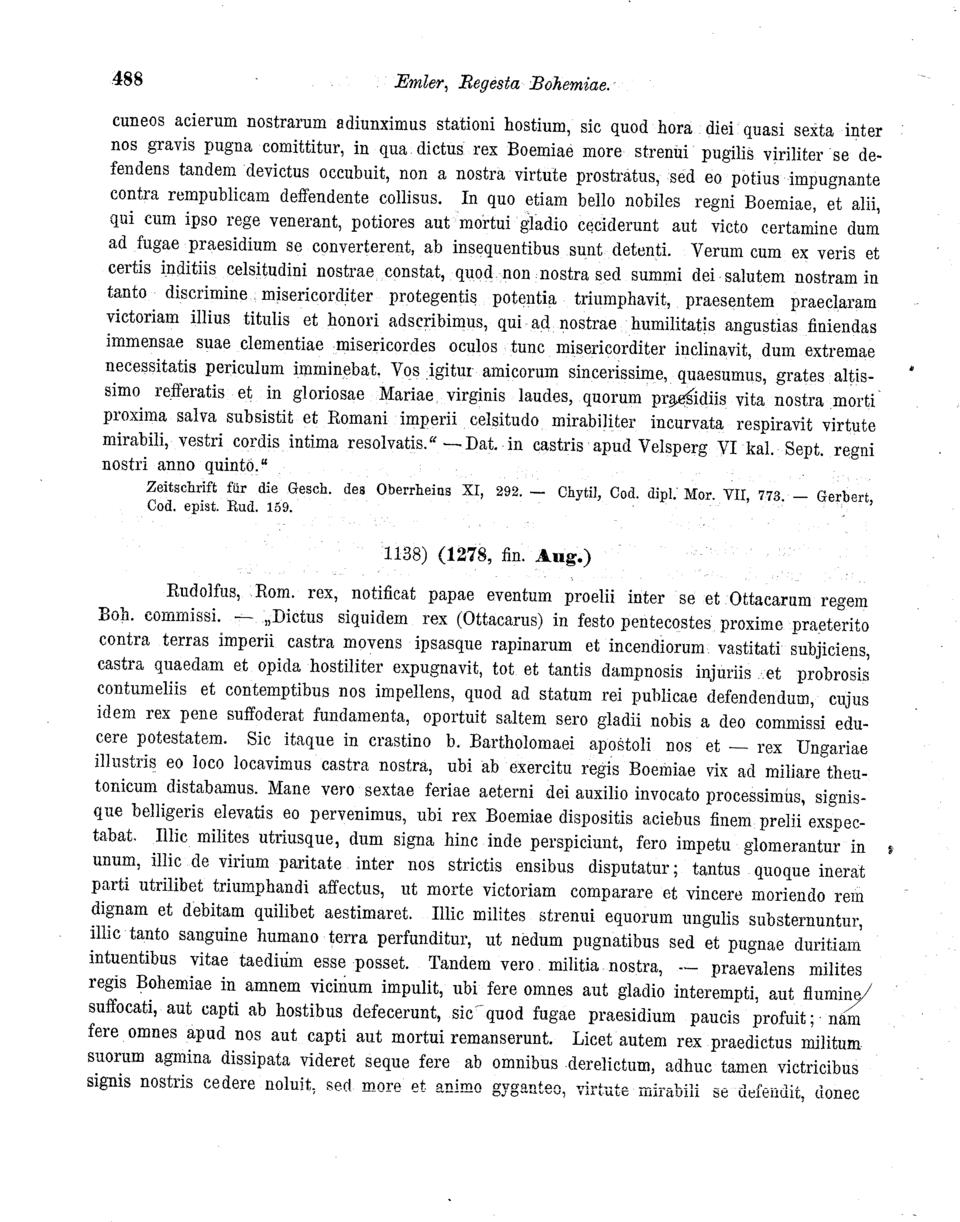 488
Emler, Regesta Bohemiae.
cuneos acierum nostrarum adiunximus stationi hostium, sic quod hora diei quasi sexta inter
nos gravis pugna comittitur, in qua dictus rex Boemiae more strenui pugilis viriliter se de-
fendens tandem devictus occubuit, non a nostra virtute prostratus, sed eo potius impugnante
contra rempublicam deffendente collisus. In quo etiam bello nobiles regni Boemiae, et alii,
qui cum ipso rege venerant, potiores aut mortui gladio ceciderunt aut victo certamine dum
ad fugae praesidium se converterent, ab insequentibus sunt detenti. Verum cum ex veris et
certis inditiis celsitudini nostrae constat, quod non nostra sed summi dei salutem nostram in
tanto discrimine misericorditer protegentis potentia triumphavit, praesentem praeclaram
victoriam illius titulis et honori adscribimus, qui ad nostrae humilitatis angustias finiendas
immensae suae clementiae misericordes oculos tunc misericorditer inclinavit, dum extremae
necessitatis periculum imminebat. Vos igitur amicorum sincerissime, quaesumus, grates altis-
simo refferatis et in gloriosae Mariae virginis laudes, quorum praesidiis vita nostra morti
proxima salva subsistit et Romani imperii celsitudo mirabiliter incurvata respiravit virtute
mirabili, vestri cordis intima resolvatis.“ — Dat. in castris apud Velsperg VI kal. Sept. regni
nostri anno quinto.“
Zeitschrift für die Gesch. des Oberrheins XI, 292. — Chytil, Cod. dipl. Mor. VII, 773. — Gerbert,
Cod. epist. Rud. 159.
1138) (1278, fin. Aug.)
Rudolfus, Rom. rex, notificat papae eventum proelii inter se et Ottacarum regem
Boh. commissi. — „Dictus siquidem rex (Ottacarus) in festo pentecostes proxime praeterito
contra terras imperii castra movens ipsasque rapinarum et incendiorum vastitati subjiciens,
castra quaedam et opida hostiliter expugnavit, tot et tantis dampnosis injuriis et probrosis
contumeliis et contemptibus nos impellens, quod ad statum rei publicae defendendum, cujus
idem rex pene suffoderat fundamenta, oportuit saltem sero gladii nobis a deo commissi edu-
cere potestatem. Sic itaque in crastino b. Bartholomaei apostoli nos et — rex Ungariae
illustris eo loco locavimus castra nostra, ubi ab exercitu regis Boemiae vix ad miliare theu-
tonicum distabamus. Mane vero sextae feriae aeterni dei auxilio invocato processimus, signis-
que belligeris elevatis eo pervenimus, ubi rex Boemiae dispositis aciebus finem prelii exspec-
tabat. Illic milites utriusque, dum signa hinc inde perspiciunt, fero impetu glomerantur in
unum, illic de virium paritate inter nos strictis ensibus disputatur; tantus quoque inerat
parti utrilibet triumphandi affectus, ut morte victoriam comparare et vincere moriendo rem
dignam et debitam quilibet aestimaret. Illic milites strenui equorum ungulis substernuntur,
illic tanto sanguine humano terra perfunditur, ut nedum pugnatibus sed et pugnae duritiam
intuentibus vitae taedium esse posset. Tandem vero militia nostra, — praevalens milites
regis Bohemiae in amnem vicinum impulit, ubi fere omnes aut gladio interempti, aut flumine
suffocati, aut capti ab hostibus defecerunt, sic quod fugae praesidium paucis profuit; nam
fere omnes apud nos aut capti aut mortui remanserunt. Licet autem rex praedictus militum
suorum agmina dissipata videret seque fere ab omnibus derelictum, adhuc tamen victricibus
signis nostris cedere noluit, sed more et animo gyganteo, virtute mirabili se defendit, donec